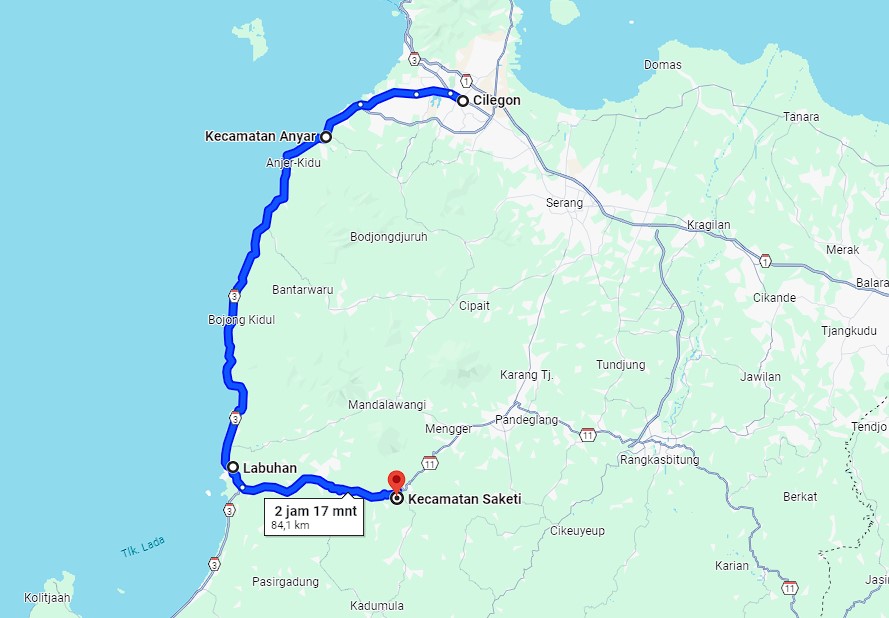 Domas
3
1
Cilegon
Tanara
Kecamatan Anyar
Anjer-Kidu
Serang
Kragilan
Bodjongdjuruh
Merak
1
Bantarwaru
3
Cikande
Balara
Cipait
Bojong Kidul
Tjangkudu
Tundjung
Karang Tj.
Jawilan
Mandalawangi
3
Pandeglang
Mengger
11
Tendjo
11
Rangkasbitung
Labuhan
Kecamatan Saketi
Berkat
2 jam 17 mnt
84,1 km
3
Cikeuyeup
Tlk. Lada
3
Karian
Pasirgadung
Jasi
11
Kolitjaah
Kadumula